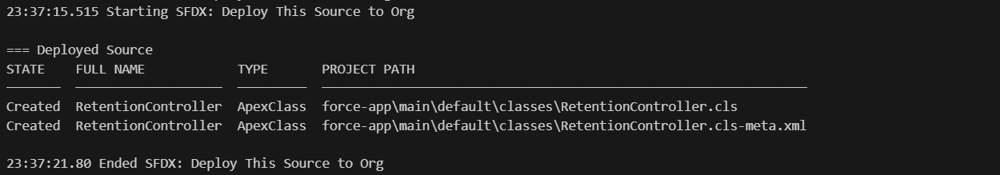 23:37:15.515 Starting SFDX: Deploy This Source to Org
=== Deployed Source
STATE FULL NAME TYPE PROJECT PATH
Created RetentionController ApexClass force-app\main\default\classes\RetentionController.cls
Created RetentionController ApexClass force-app\main\default\classes\RetentionController.cls-meta.xml
23:37:21.80 Ended SFDX: Deploy This Source to Org